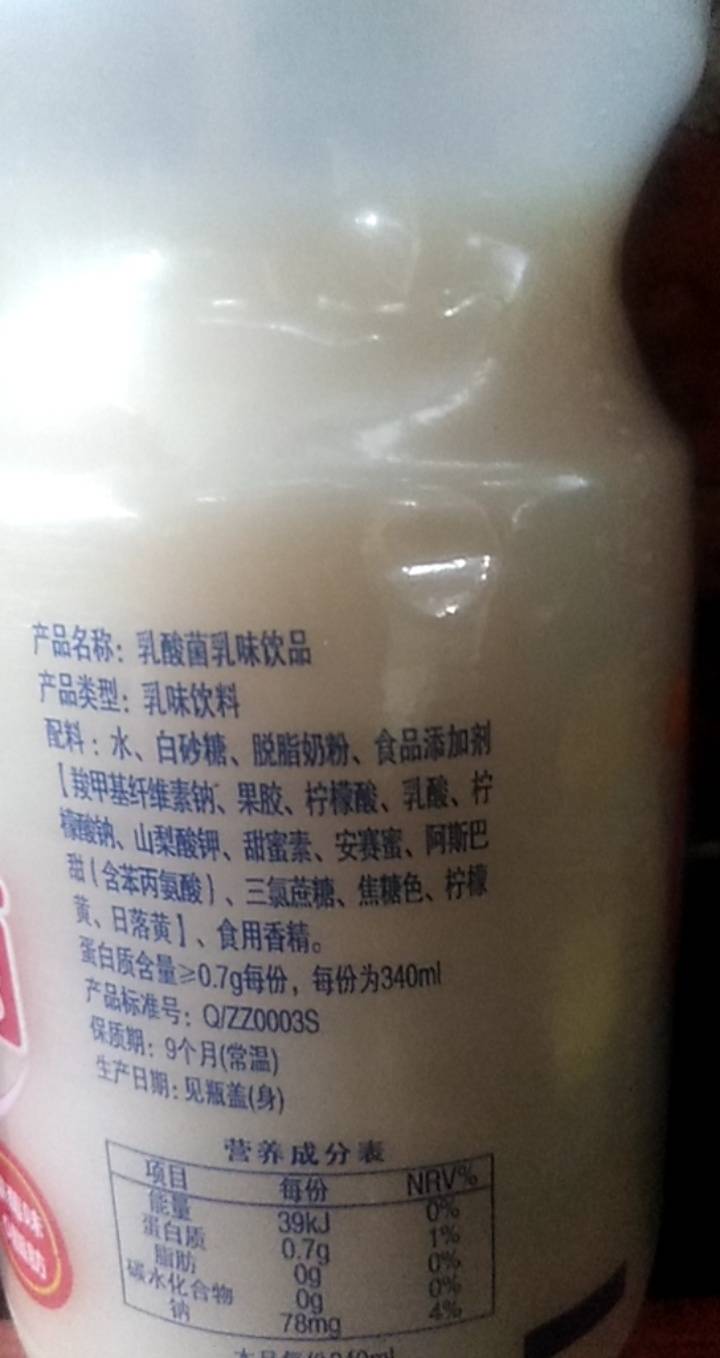 产品名称：乳酸菌乳味饮品
产品类型：乳味饮料
配料：水、白砂糖、脱脂奶粉、食品添加剂
【羧甲基纤维素钠、果胶、柠檬酸、乳酸、柠
檬酸钠、山梨酸钾、甜蜜素、安赛蜜、阿斯巴
甜(含苯丙氨酸)、三氯蔗糖、焦糖色、柠檬
黄、日落黄】、食用香精。
蛋白质含量≥0.7g每份，每份为340ml
产品标准号：Q/ZZ0003S
保质期：9个月(常温)
生产日期：见瓶盖(身)
营养成分表
项目 每份 NRV%
能量 39kJ 0%
蛋白质 0.7g 1%
脂肪 0g 0%
碳水化合物 0g 0%
钠 78mg 4%